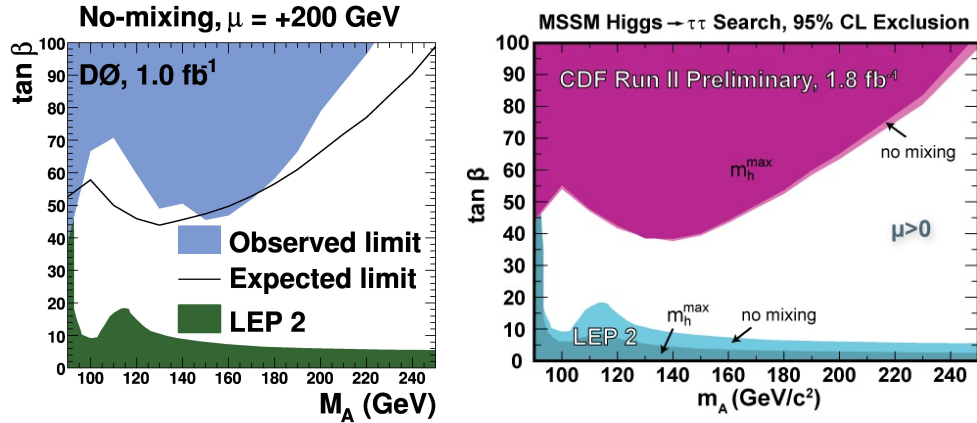 No-mixing, μ = +200 GeV
DØ, 1.0 fb-1
tan β
100
90
80
70
60
50
40
30
20
10
0
Observed limit
Expected limit
LEP 2
100 120 140 160 180 200 220 240
MA (GeV)
MSSM Higgs → ττ Search, 95% CL Exclusion
CDF Run II Preliminary, 1.8 fb-1
tan β
100
90
80
70
60
50
40
30
20
10
0
no mixing
mhmax
μ>0
mhmax
no mixing
LEP 2
100 120 140 160 180 200 220 240
mA (GeV/c2)